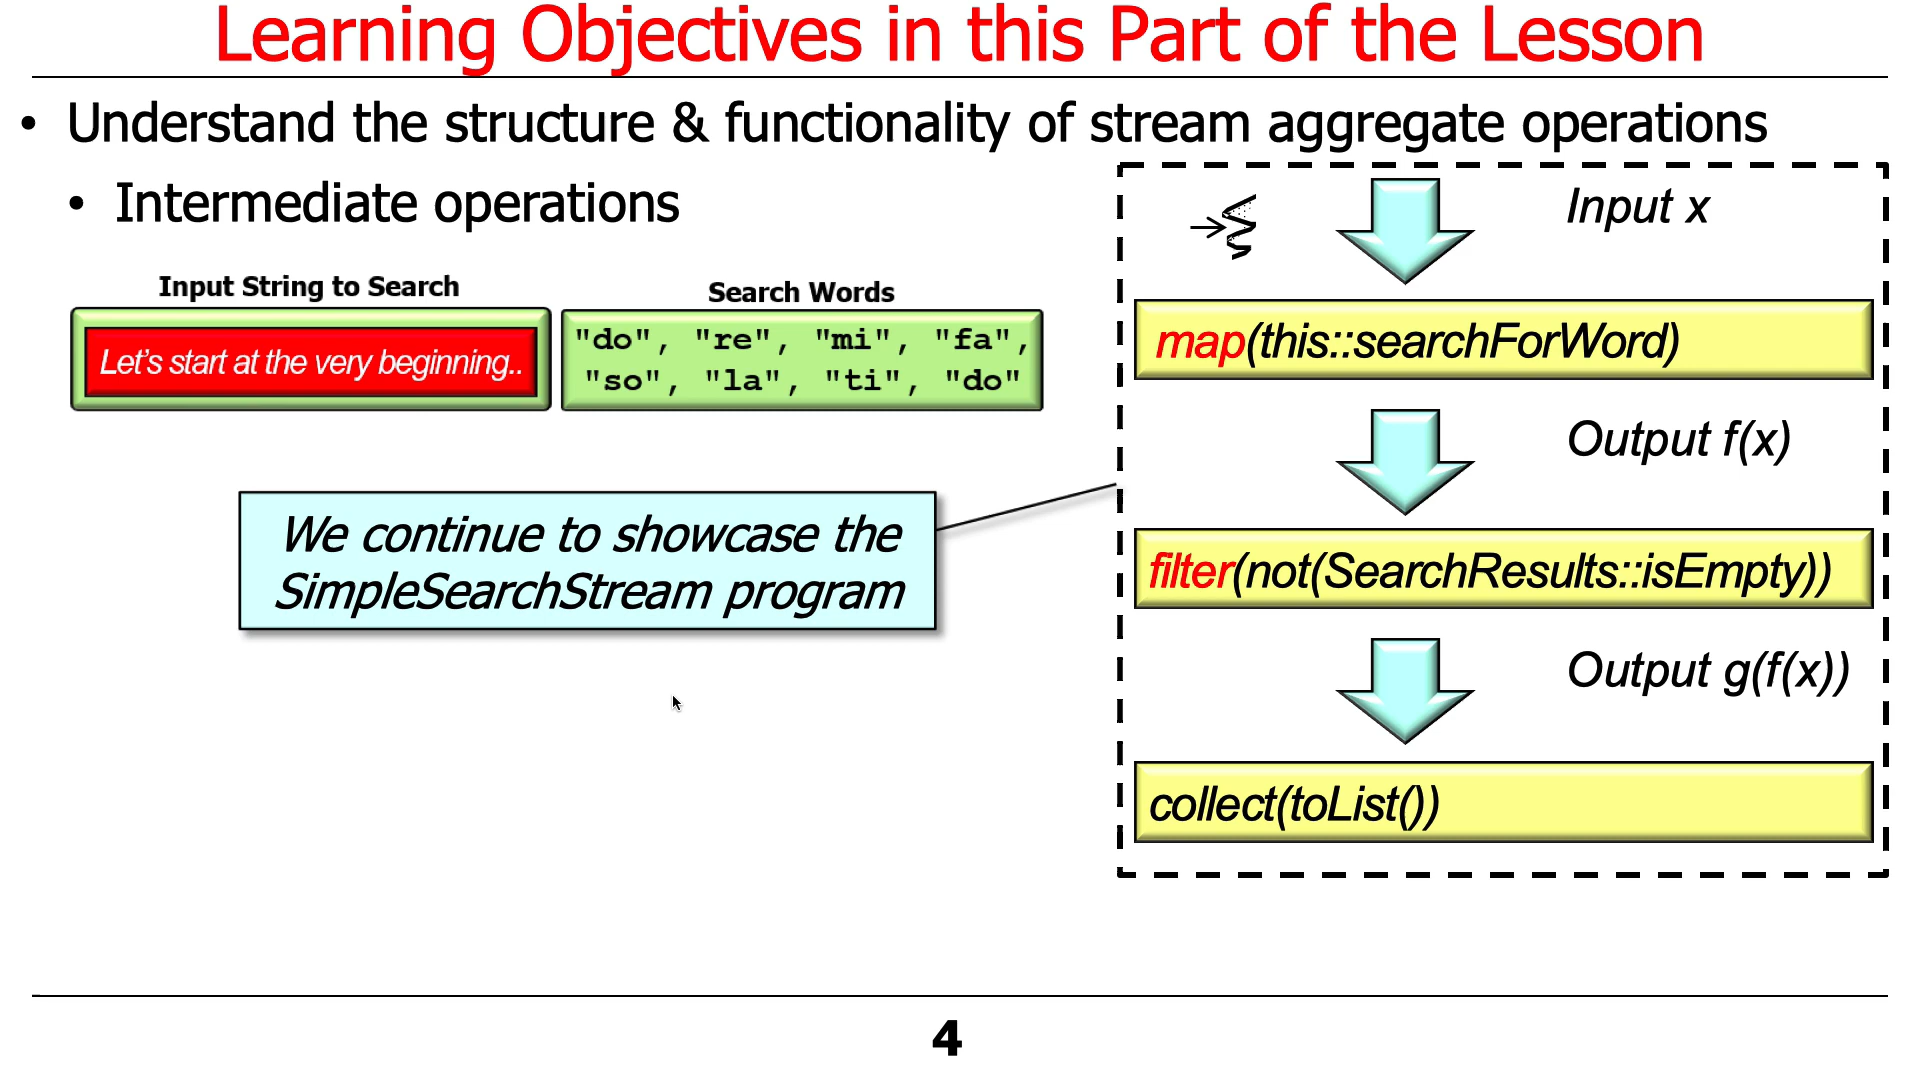 Learning Objectives in this Part of the Lesson
• Understand the structure & functionality of stream aggregate operations
• Intermediate operations
Input String to Search
Let's start at the very beginning..
Search Words
"do", "re", "mi", "fa",
"so", "la", "ti", "do"
We continue to showcase the
SimpleSearchStream program
Input x
map(this::searchForWord)
Output f(x)
filter(not(SearchResults::isEmpty))
Output g(f(x))
collect(toList())
4